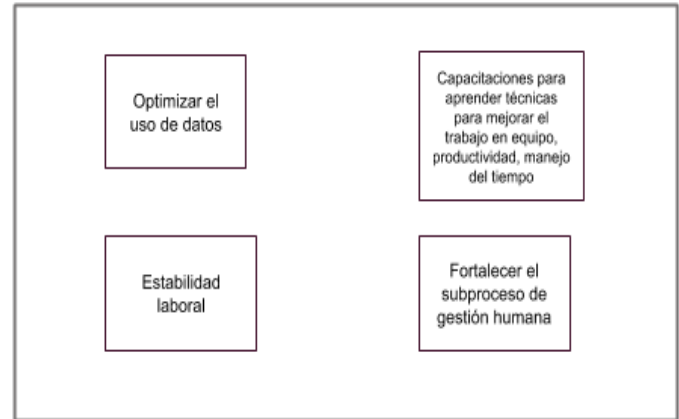 Optimizar el
uso de datos
Capacitaciones para
aprender técnicas
para mejorar el
trabajo en equipo,
productividad, manejo
del tiempo
Estabilidad
laboral
Fortalecer el
subproceso de
gestión humana